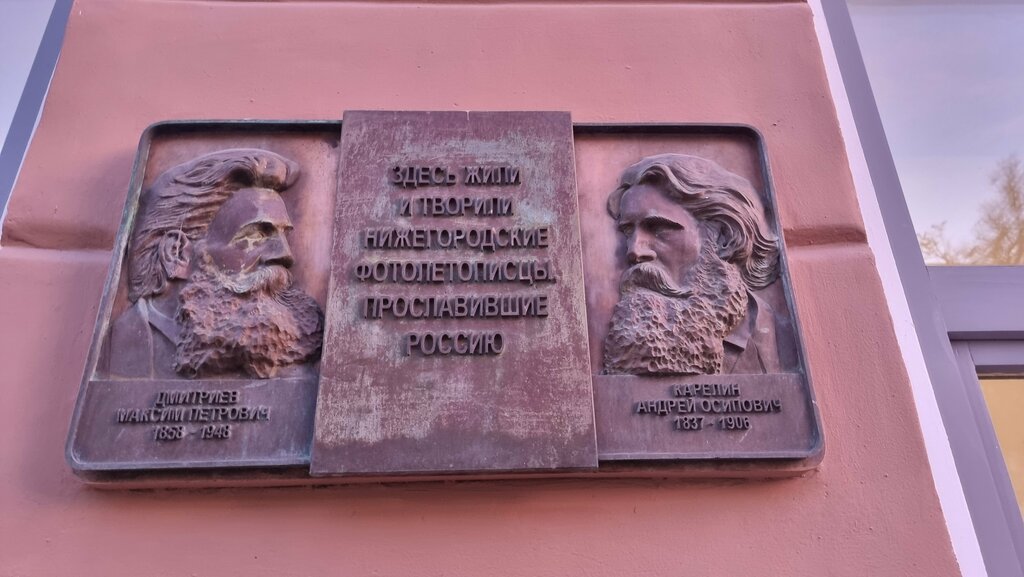 ДМИТРИЕВ
МАКСИМ ПЕТРОВИЧ
1858 - 1948
ЗДЕСЬ ЖИЛИ
И ТВОРИЛИ
НИЖЕГОРОДСКИЕ
ФОТОЛЕТОПИСЦЫ,
ПРОСЛАВИВШИЕ
РОССИЮ
КАРЕЛИН
АНДРЕЙ ОСИПОВИЧ
1837 - 1906